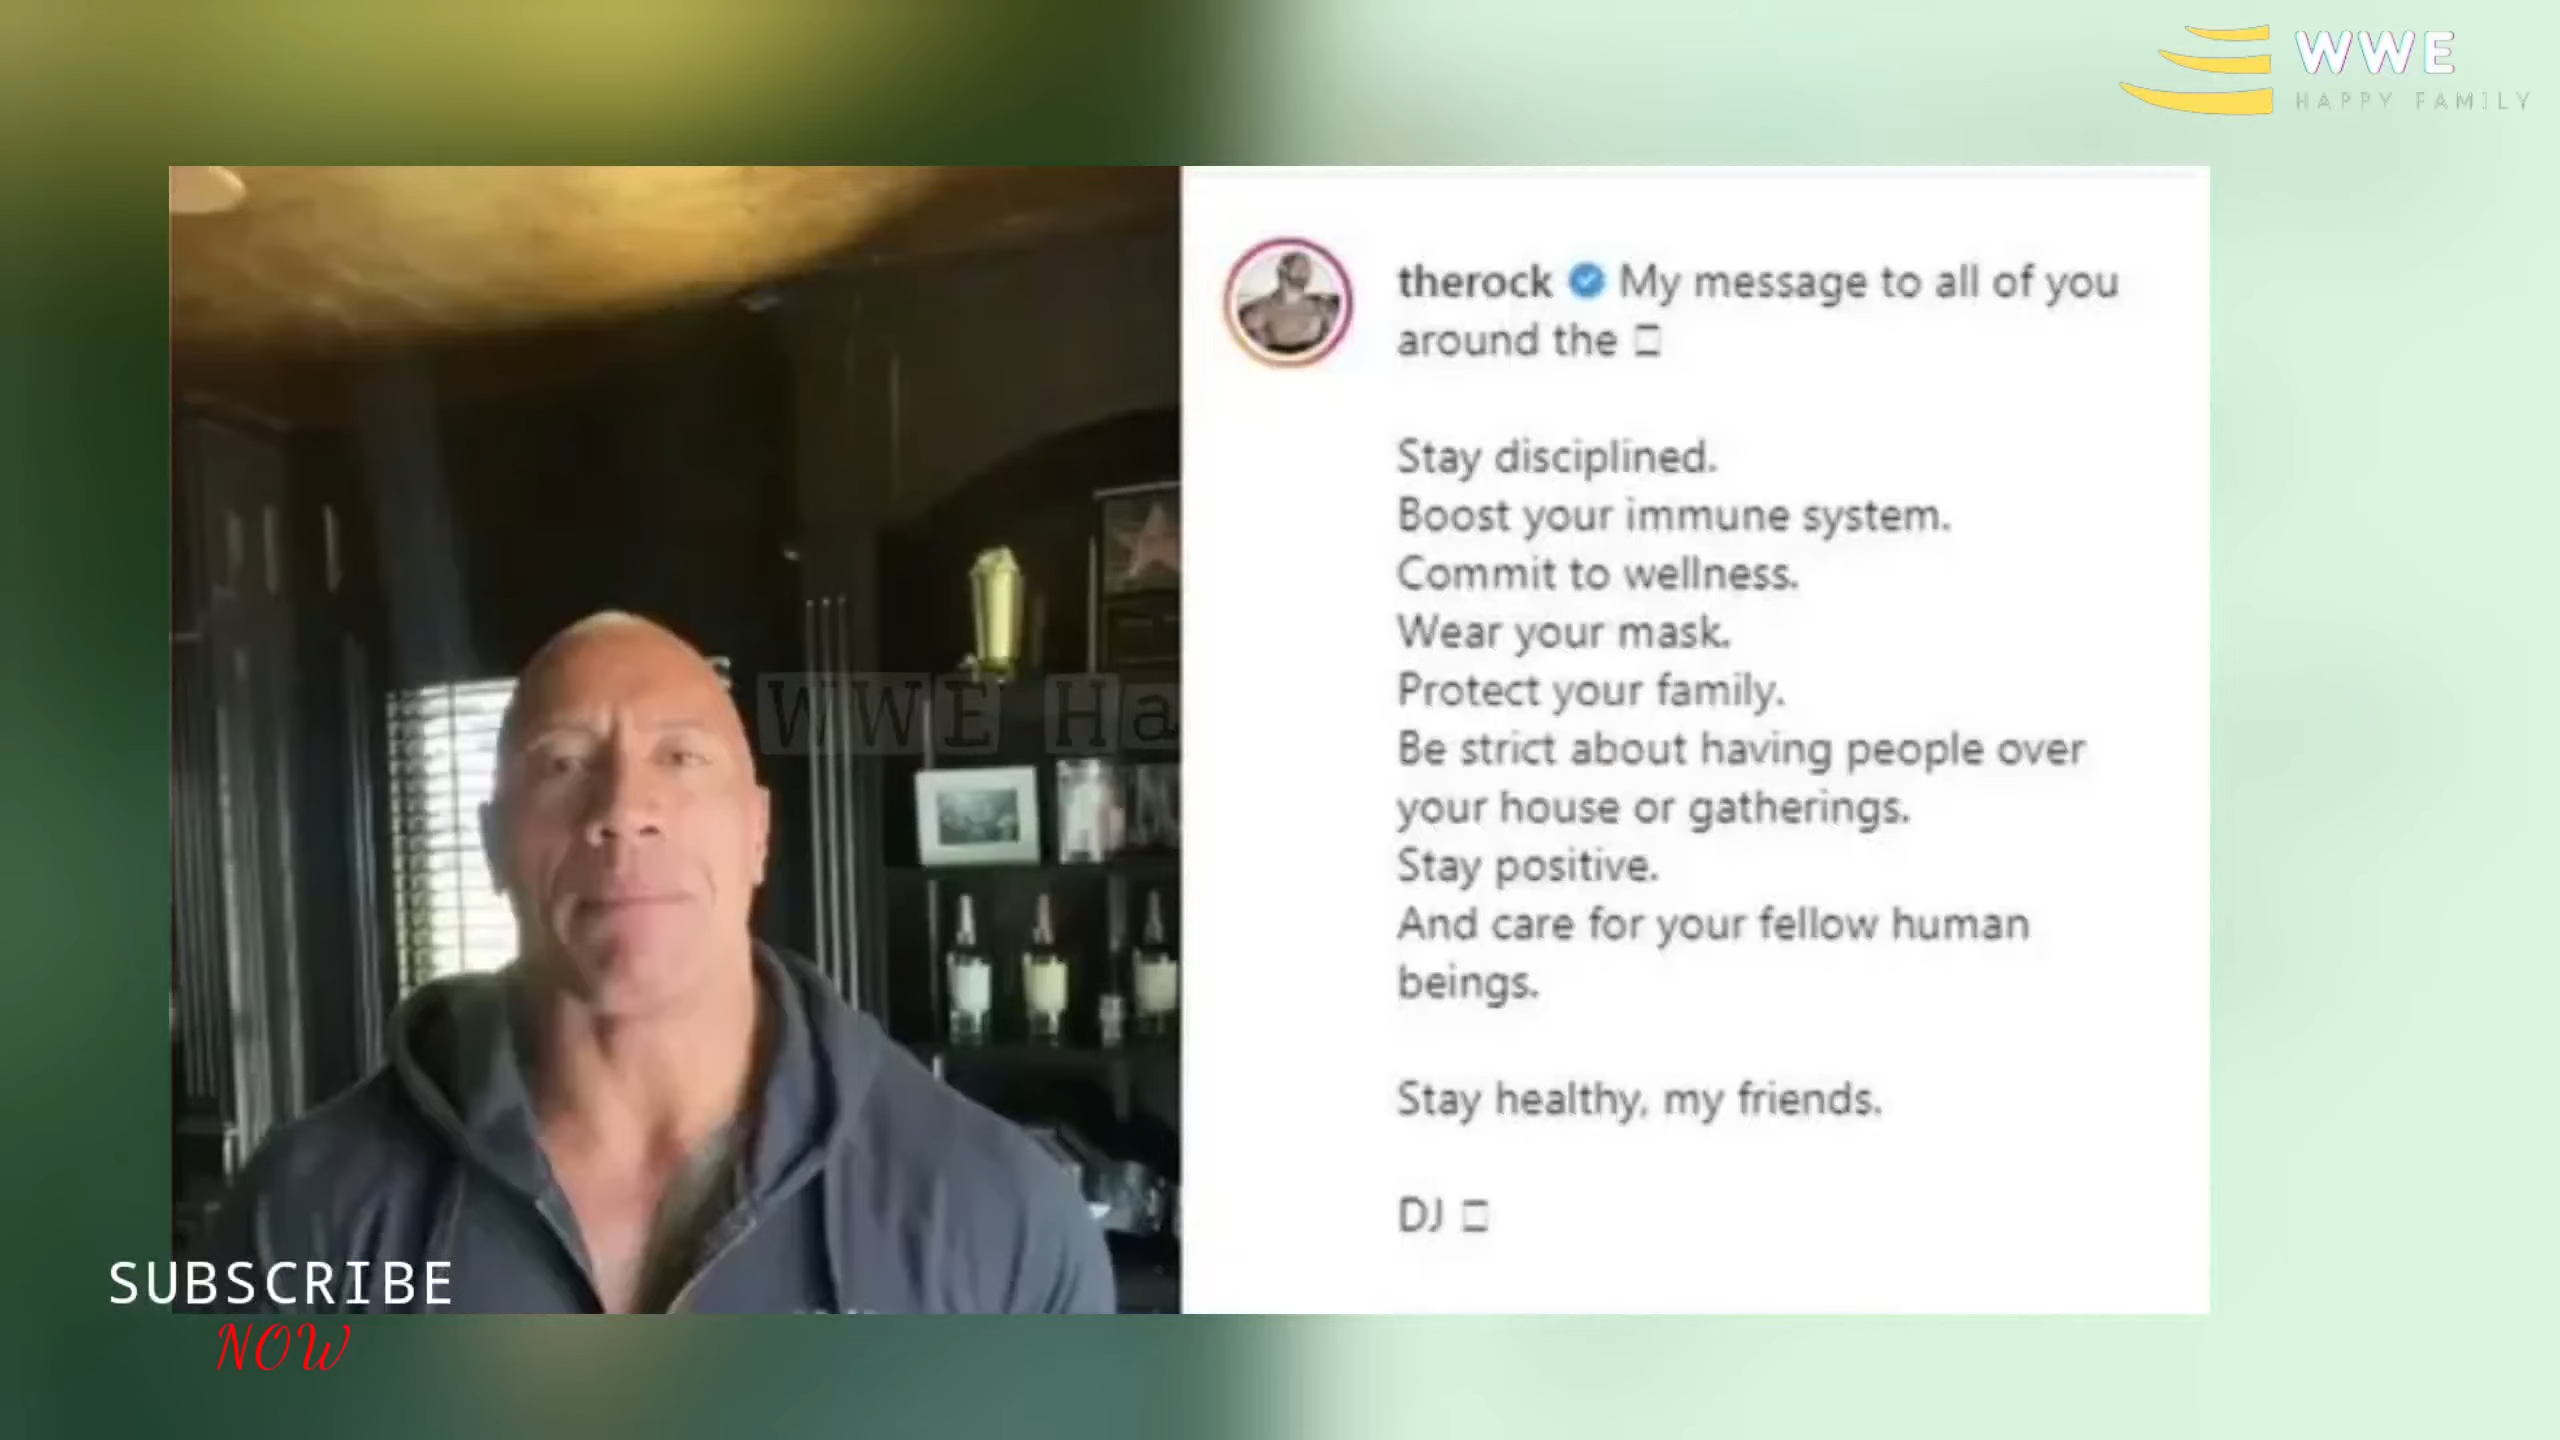 WWE
HAPPY FAMILY
therock My message to all of you
around the
Stay disciplined.
Boost your immune system.
Commit to wellness.
Wear your mask.
Protect your family.
Be strict about having people over
your house or gatherings.
Stay positive.
And care for your fellow human
beings.
Stay healthy, my friends.
DJ
WWE Ha
SUBSCRIBE
NOW